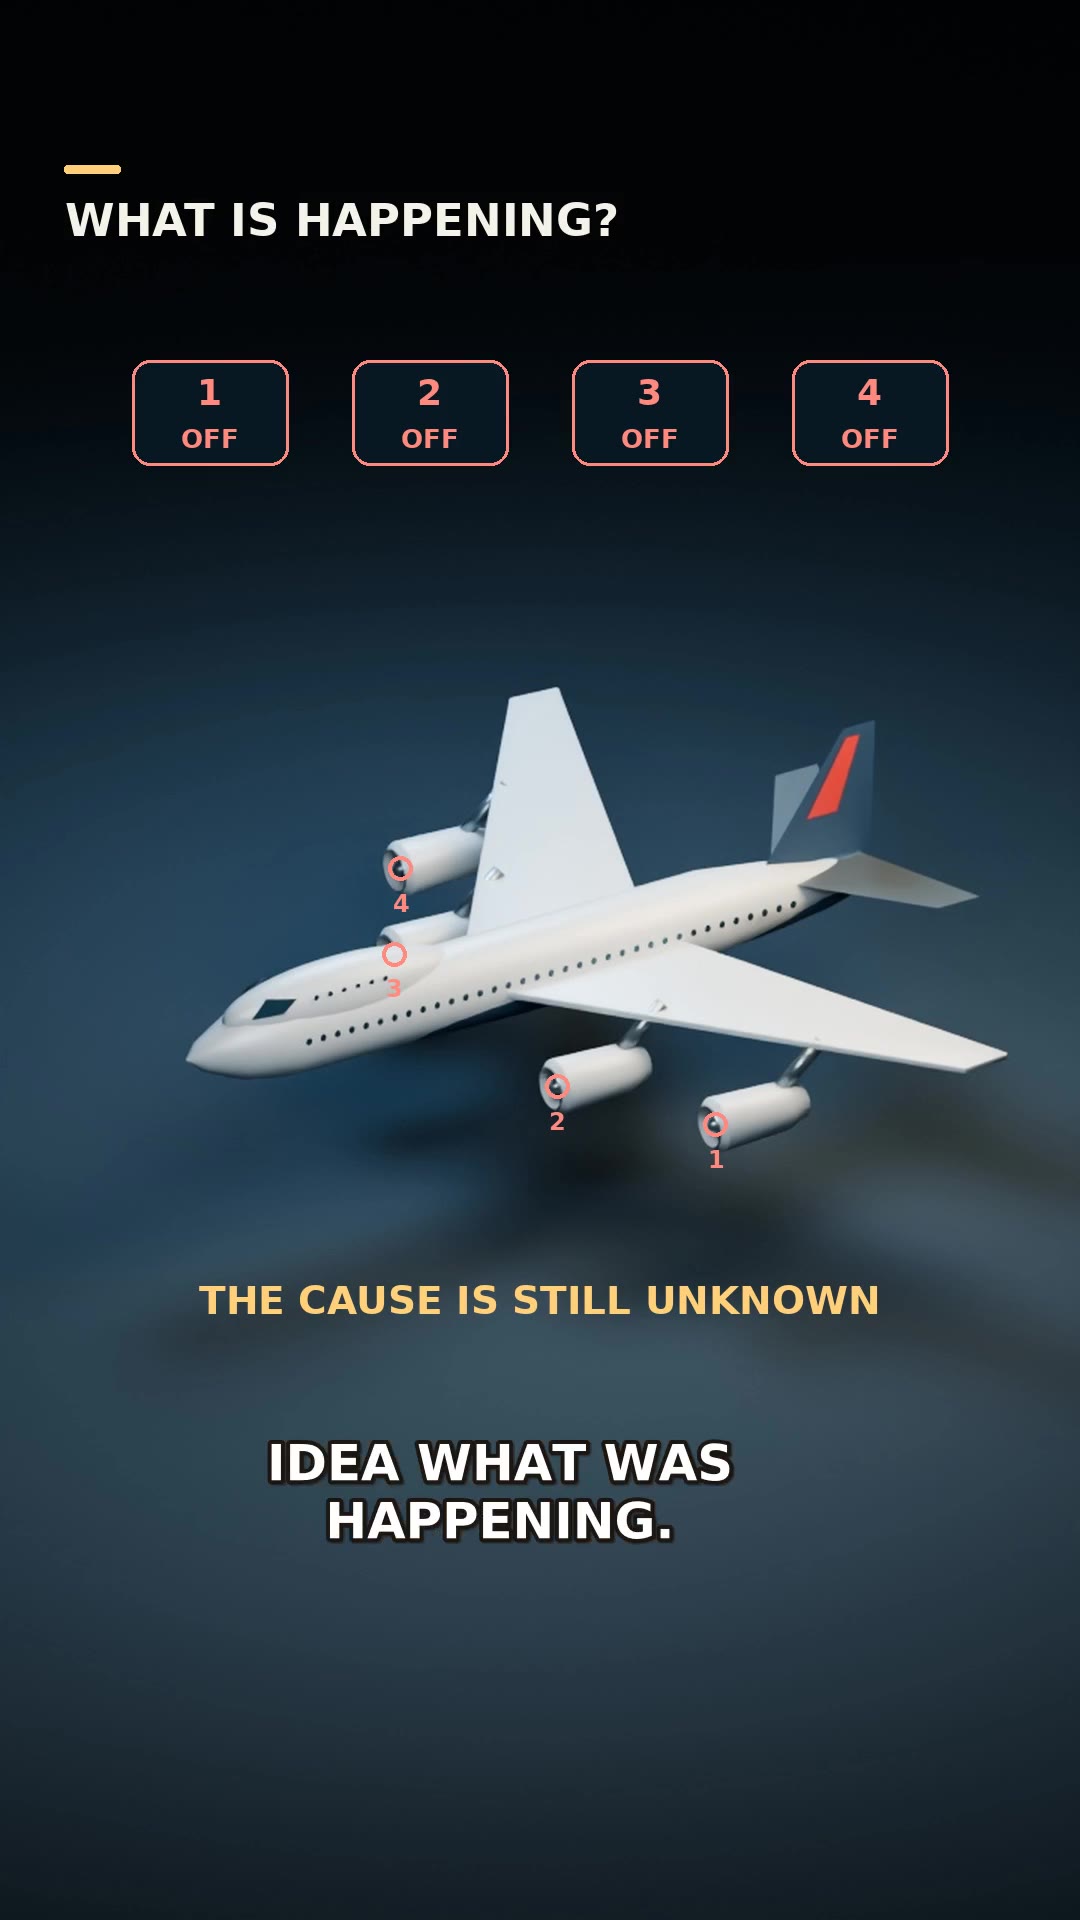 WHAT IS HAPPENING?
1
OFF
2
OFF
3
OFF
4
OFF
4
3
2
1
THE CAUSE IS STILL UNKNOWN
IDEA WHAT WAS
HAPPENING.